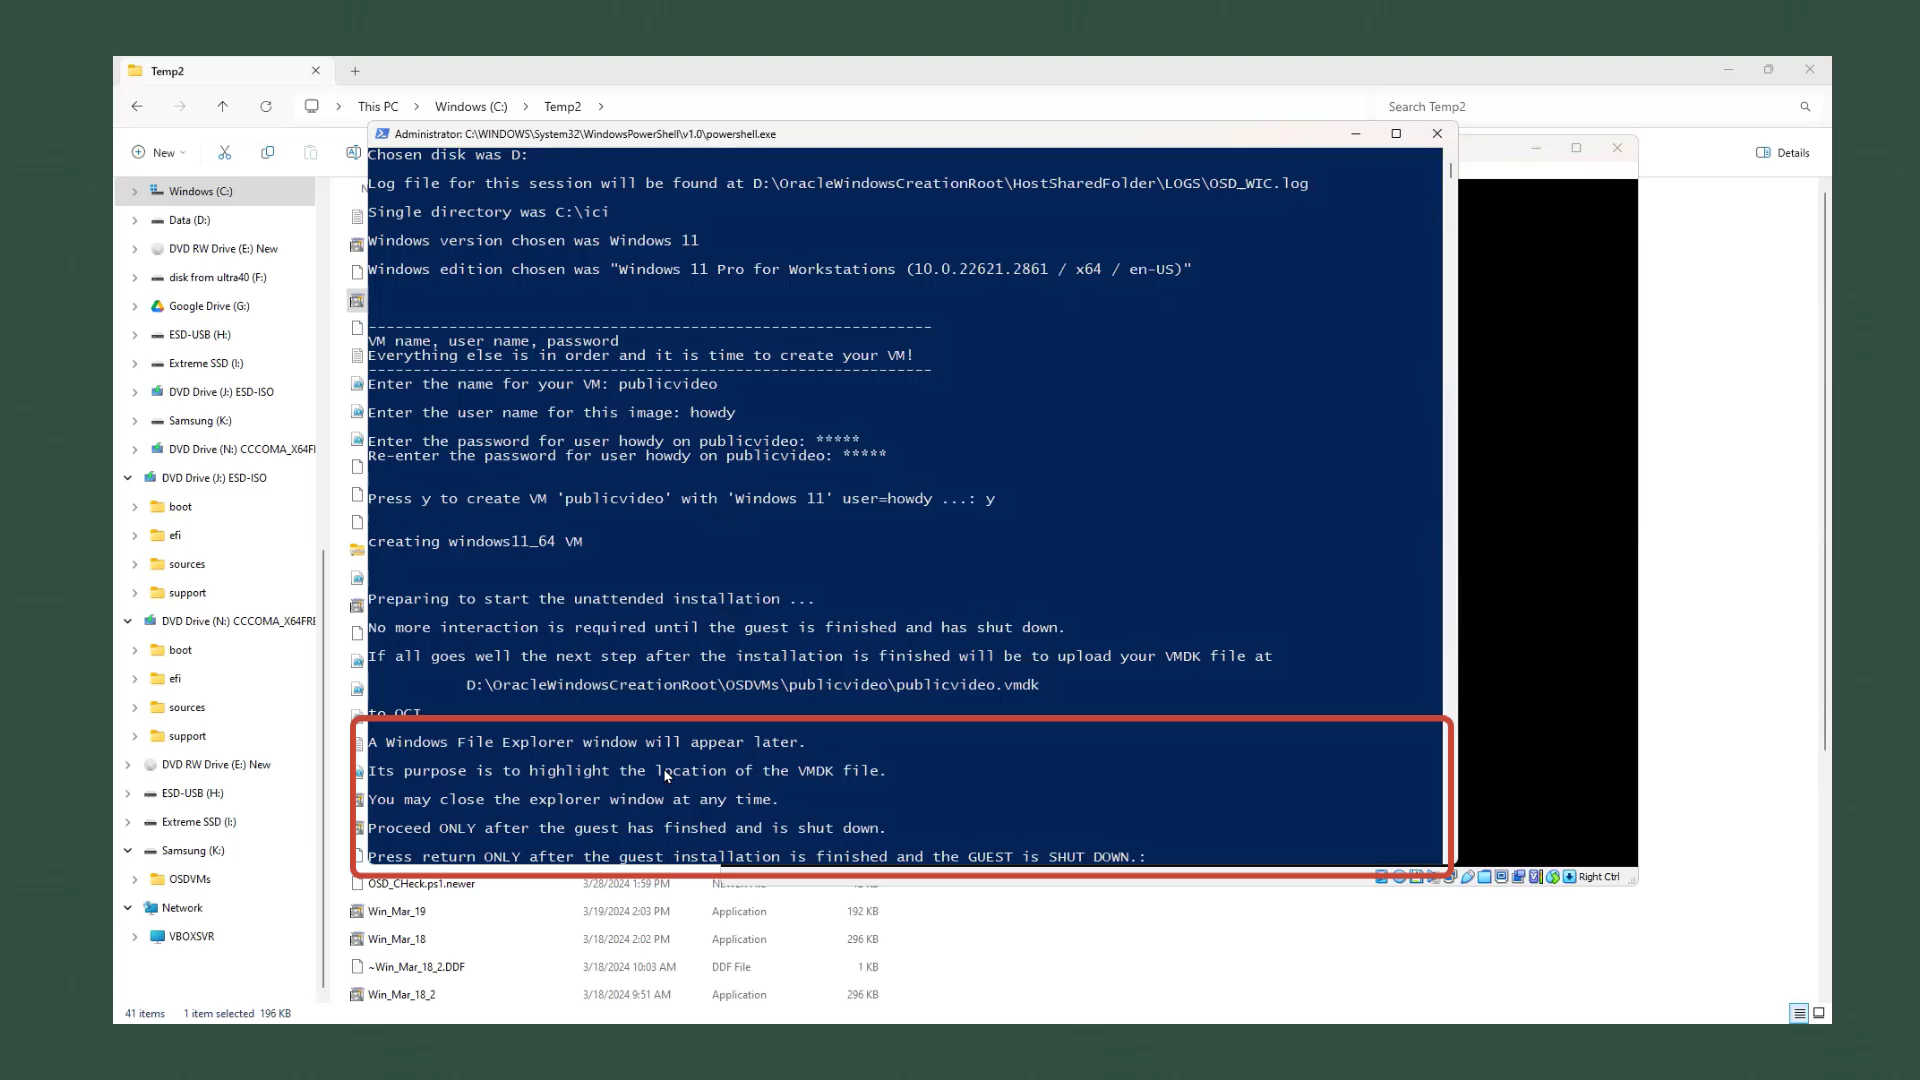 Temp2
This PC
Windows (C:)
Temp2
Search Temp2
New
Details
Administrator: C:\WINDOWS\System32\WindowsPowerShell\v1.0\powershell.exe
Chosen disk was D:
Log file for this session will be found at D:\OracleWindowsCreationRoot\HostSharedFolder\LOGS\OSD_WIC.log
Single directory was C:\ici
Windows version chosen was Windows 11
Windows edition chosen was "Windows 11 Pro for Workstations (10.0.22621.2861 / x64 / en-US)"
---------------------------------------------------------------
VM name, user name, password
Everything else is in order and it is time to create your VM!
---------------------------------------------------------------
Enter the name for your VM: publicvideo
Enter the user name for this image: howdy
Enter the password for user howdy on publicvideo: *****
Re-enter the password for user howdy on publicvideo: *****
Press y to create VM 'publicvideo' with 'Windows 11' user=howdy ...: y
creating windows11_64 VM
Preparing to start the unattended installation ...
No more interaction is required until the guest is finished and has shut down.
If all goes well the next step after the installation is finished will be to upload your VMDK file at
D:\OracleWindowsCreationRoot\OSDVMs\publicvideo\publicvideo.vmdk
to OCI
A Windows File Explorer window will appear later.
Its purpose is to highlight the location of the VMDK file.
You may close the explorer window at any time.
Proceed ONLY after the guest has finshed and is shut down.
Press return ONLY after the guest installation is finished and the GUEST is SHUT DOWN.:
Windows (C:)
Data (D:)
DVD RW Drive (E:) New
disk from ultra40 (F:)
Google Drive (G:)
ESD-USB (H:)
Extreme SSD (I:)
DVD Drive (J:) ESD-ISO
Samsung (K:)
DVD Drive (N:) CCCOMA_X64FRE
DVD Drive (J:) ESD-ISO
boot
efi
sources
support
DVD Drive (N:) CCCOMA_X64FRE
boot
efi
sources
support
DVD RW Drive (E:) New
ESD-USB (H:)
Extreme SSD (I:)
Samsung (K:)
OSDVMs
Network
VBOXSVR
OSD_CHeck.ps1.newer 3/28/2024 1:59 PM
Win_Mar_19 3/19/2024 2:03 PM Application 192 KB
Win_Mar_18 3/18/2024 2:02 PM Application 296 KB
~Win_Mar_18_2.DDF 3/18/2024 10:03 AM DDF File 1 KB
Win_Mar_18_2 3/18/2024 9:51 AM Application 296 KB
Right Ctrl
41 items 1 item selected 196 KB